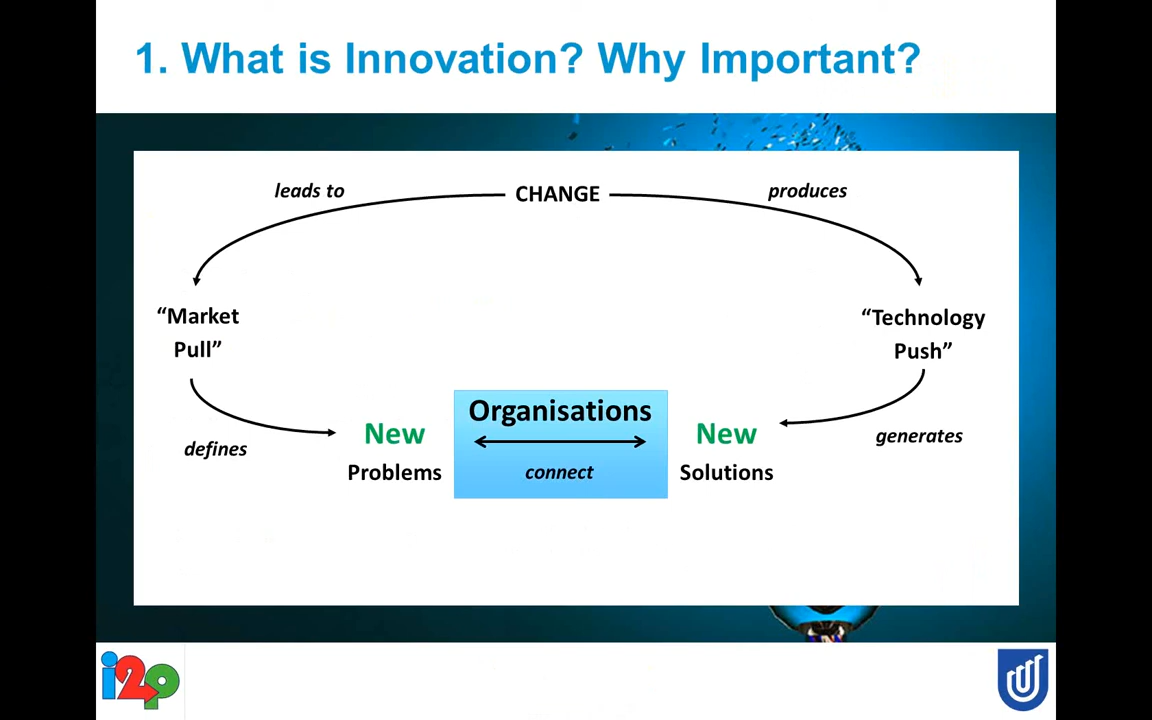 1. What is Innovation? Why Important?
leads to
CHANGE
produces
“Market
Pull”
“Technology
Push”
defines
New
Problems
Organisations
connect
New
Solutions
generates
i2p